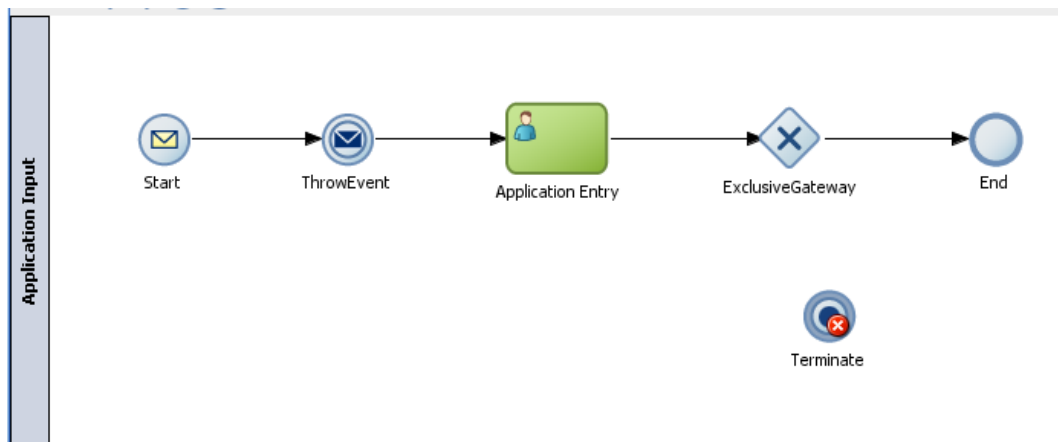 Application Input
Start
ThrowEvent
Application Entry
ExclusiveGateway
End
Terminate